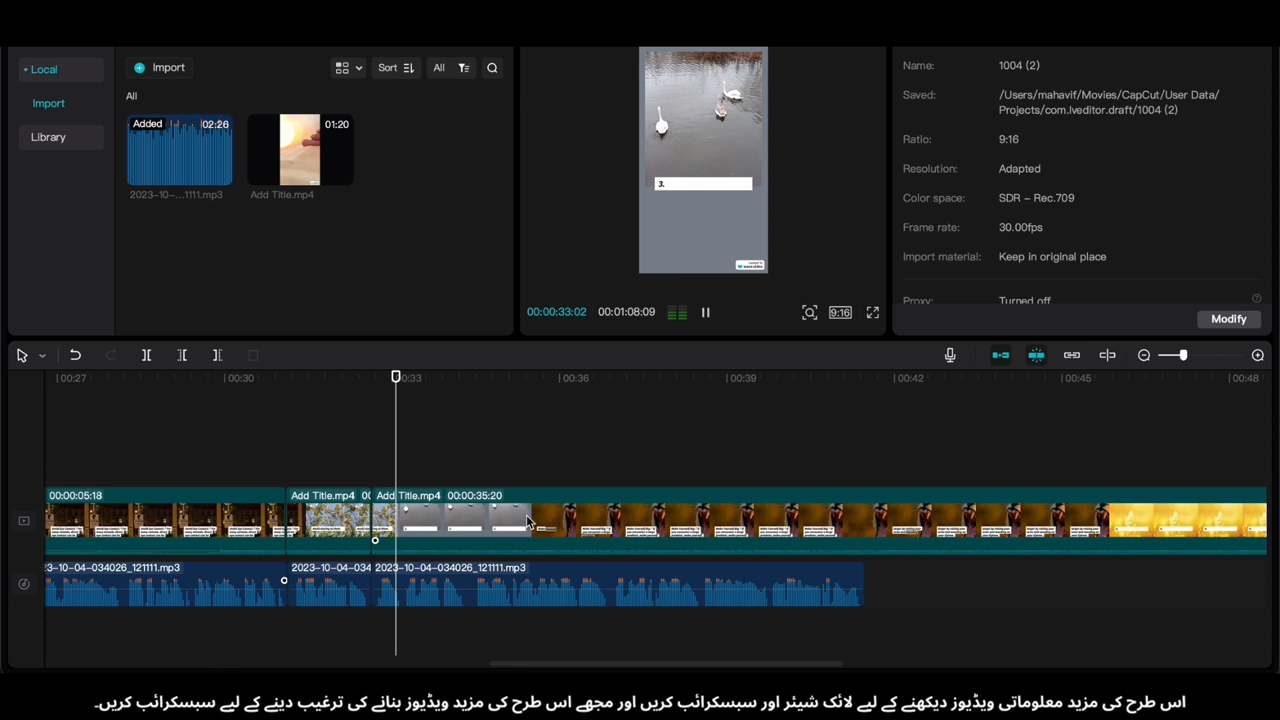 Local
Import
Library
Import
Sort
All
All
Added
02:26
2023-10-...1111.mp3
01:20
Add Title.mp4
3.
00:00:33:02
00:01:08:09
9:16
Name:
1004 (2)
Saved:
/Users/mahavif/Movies/CapCut/User Data/
Projects/com.lveditor.draft/1004 (2)
Ratio:
9:16
Resolution:
Adapted
Color space:
SDR – Rec.709
Frame rate:
30.00fps
Import material:
Keep in original place
Proxy:
Turned off
Modify
00:27
00:30
00:33
00:36
00:39
00:42
00:45
00:48
00:00:05:18
Add Title.mp4
Add Title.mp4
00:00:35:20
3-10-04-034026_121111.mp3
2023-10-04-034
2023-10-04-034026_121111.mp3
اس طرح کی مزید معلوماتی ویڈیوز دیکھنے کے لیے لائک شیئر اور سبسکرائب کریں اور مجھے اس طرح کی مزید ویڈیوز بنانے کی ترغیب دینے کے لیے سبسکرائب کریں۔